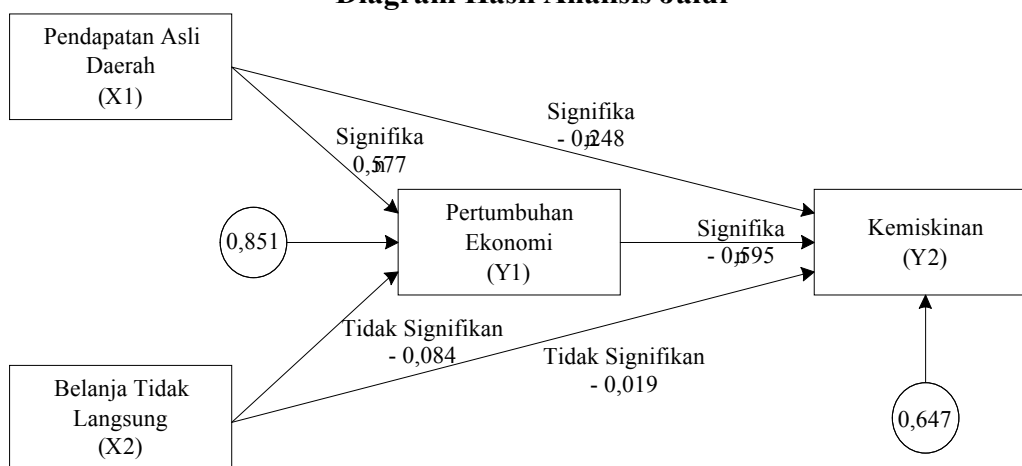 Diagram Hasil Analisis Jalur
Pendapatan Asli
Daerah
(X1)
Signifika
n
- 0,248
Signifika
n
0,577
0,851
Pertumbuhan
Ekonomi
(Y1)
Signifika
n
- 0,595
Kemiskinan
(Y2)
Tidak Signifikan
- 0,084
Tidak Signifikan
- 0,019
Belanja Tidak
Langsung
(X2)
0,647